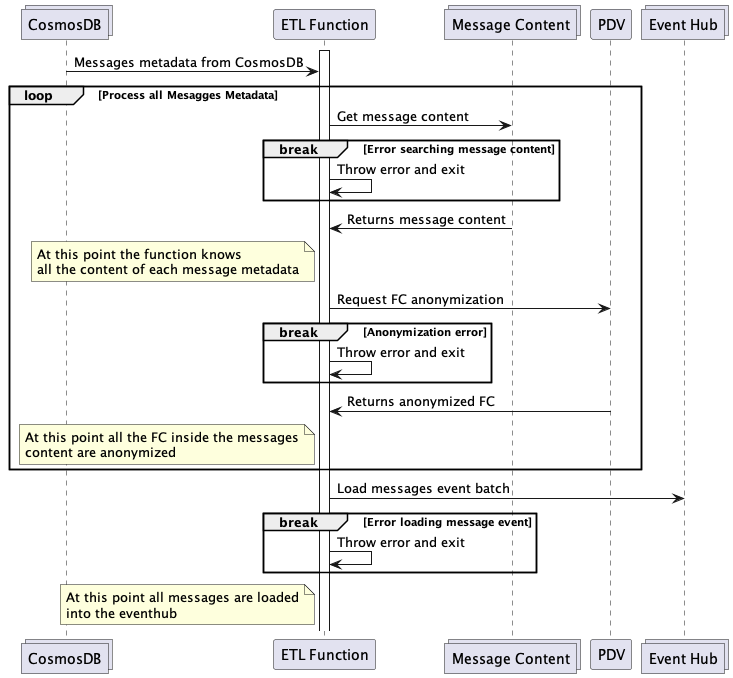 CosmosDB
ETL Function
Message Content
PDV
Event Hub
Messages metadata from CosmosDB
loop
[Process all Mesagges Metadata]
Get message content
break
[Error searching message content]
Throw error and exit
Returns message content
At this point the function knows
all the content of each message metadata
Request FC anonymization
break
[Anonymization error]
Throw error and exit
Returns anonymized FC
At this point all the FC inside the messages
content are anonymized
Load messages event batch
break
[Error loading message event]
Throw error and exit
At this point all messages are loaded
into the eventhub
CosmosDB
ETL Function
Message Content
PDV
Event Hub